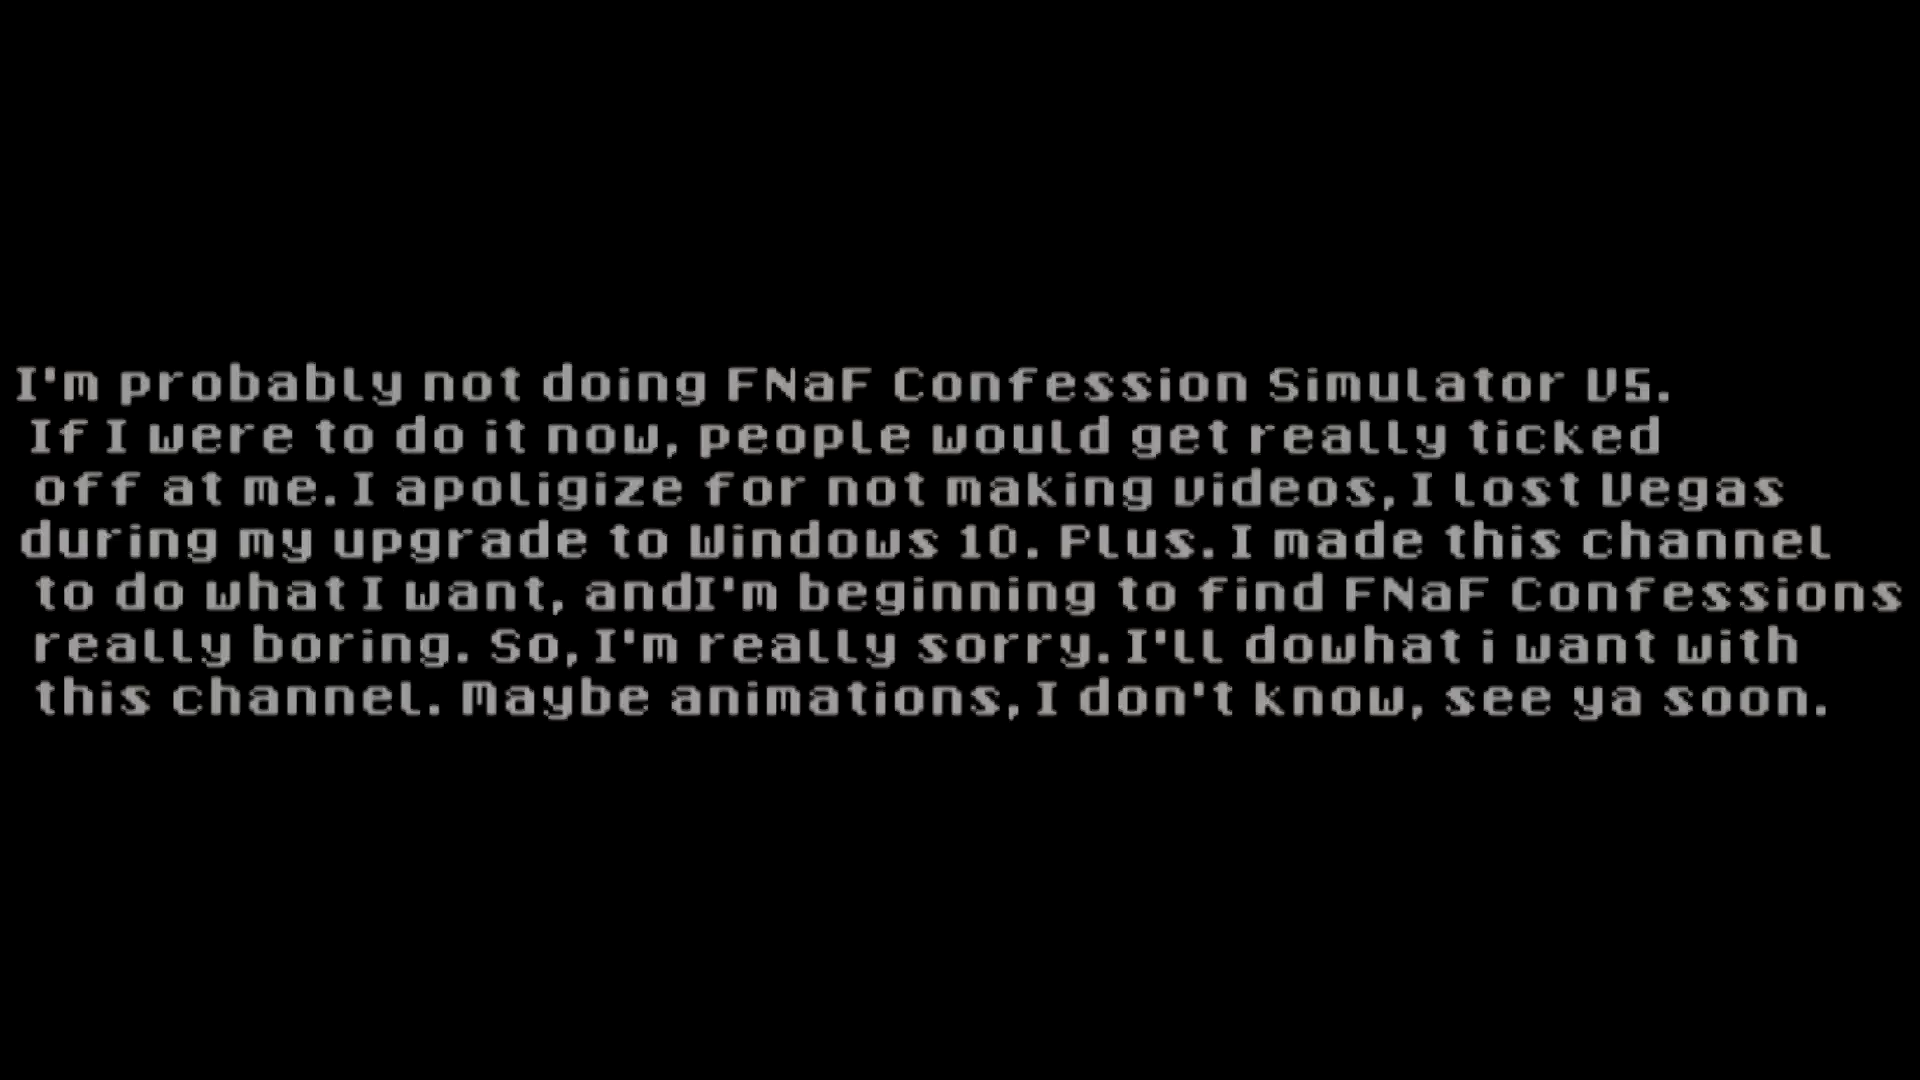 I'm probably not doing FNaF Confession Simulator V5.
If I were to do it now, people would get really ticked
off at me. I apoligize for not making videos, I lost Vegas
during my upgrade to Windows 10. Plus. I made this channel
to do what I want, andI'm beginning to find FNaF Confessions
really boring. So, I'm really sorry. I'll dowhat i want with
this channel. Maybe animations, I don't know, see ya soon.